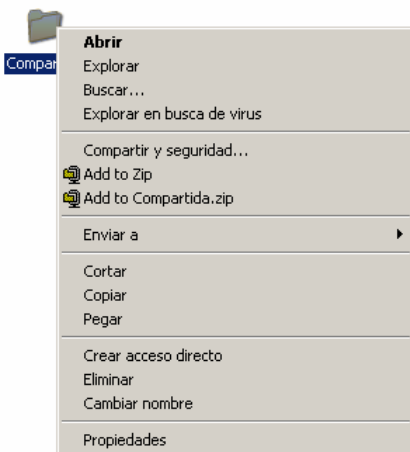 Compar
Abrir
Explorar
Buscar...
Explorar en busca de virus
Compartir y seguridad...
Add to Zip
Add to Compartida.zip
Enviar a
Cortar
Copiar
Pegar
Crear acceso directo
Eliminar
Cambiar nombre
Propiedades